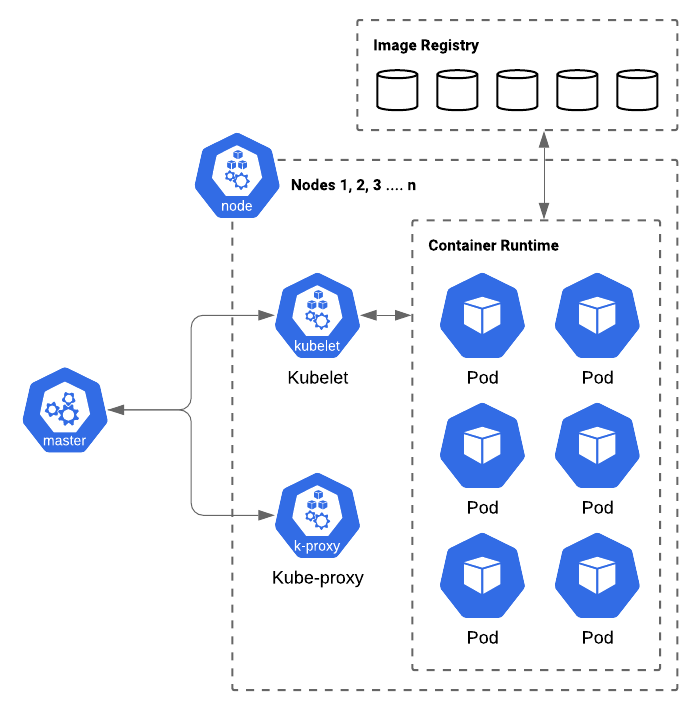 Image Registry
node
Nodes 1, 2, 3 .... n
Container Runtime
kubelet
Kubelet
Pod
Pod
master
Pod
Pod
k-proxy
Kube-proxy
Pod
Pod